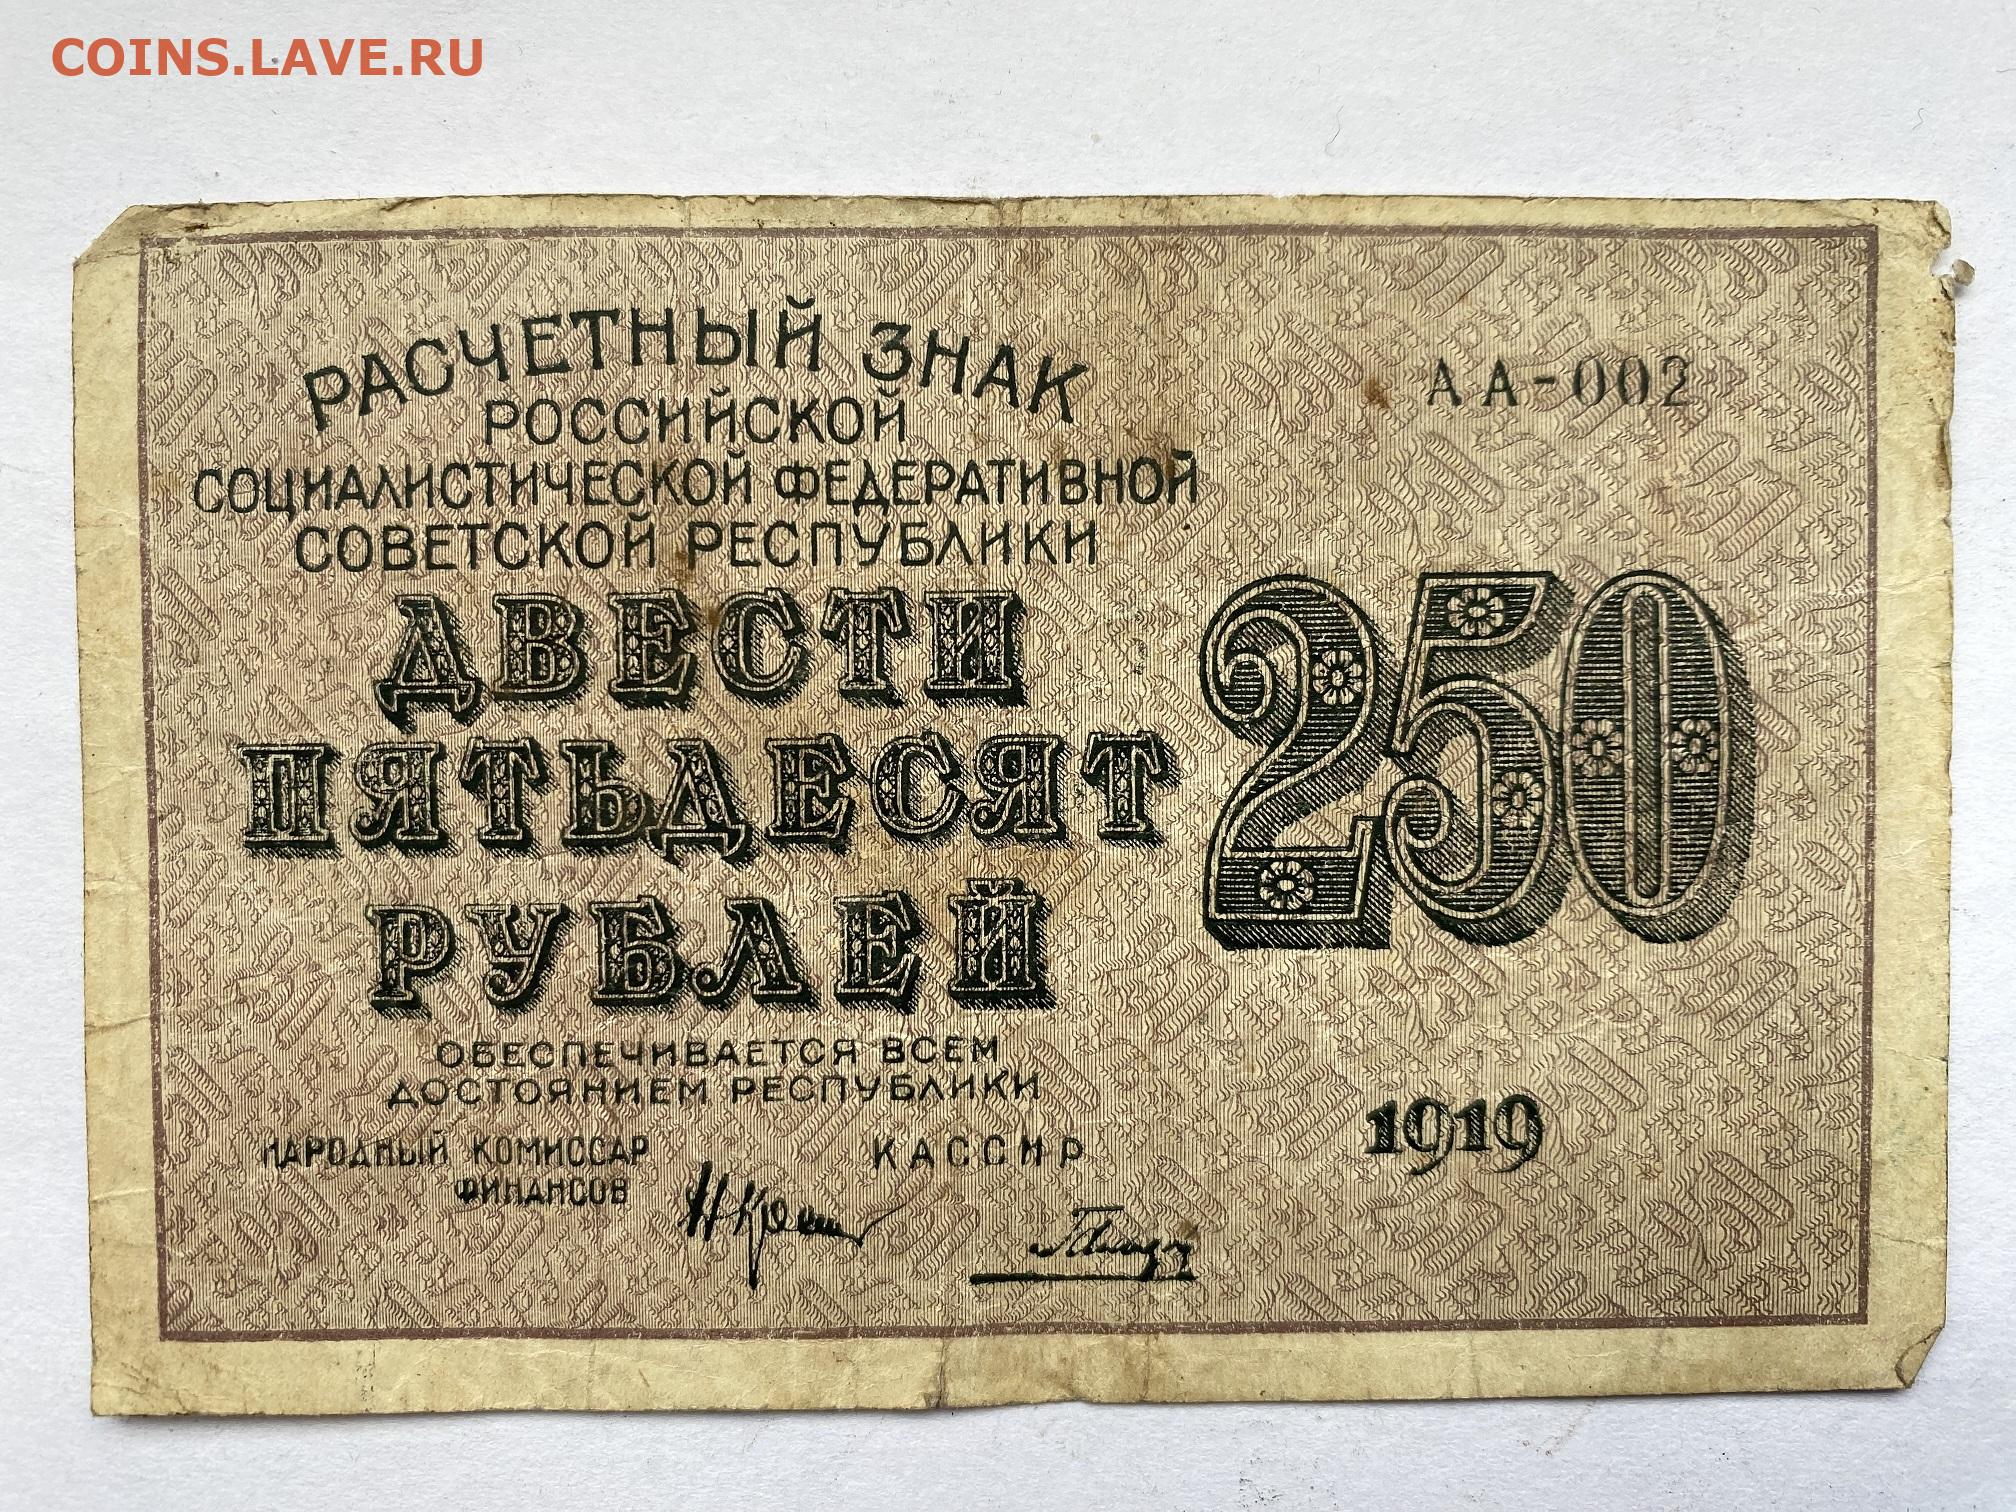 COINS.LAVE.RU
РАСЧЕТНЫЙ ЗНАК
РОССИЙСКОЙ
СОЦИАЛИСТИЧЕСКОЙ ФЕДЕРАТИВНОЙ
СОВЕТСКОЙ РЕСПУБЛИКИ
АА-002
ДВЕСТИ
ПЯТЬДЕСЯТ
РУБЛЕЙ
250
ОБЕСПЕЧИВАЕТСЯ ВСЕМ
ДОСТОЯНИЕМ РЕСПУБЛИКИ
НАРОДНЫЙ КОМИССАР
ФИНАНСОВ
КАССИР
1919